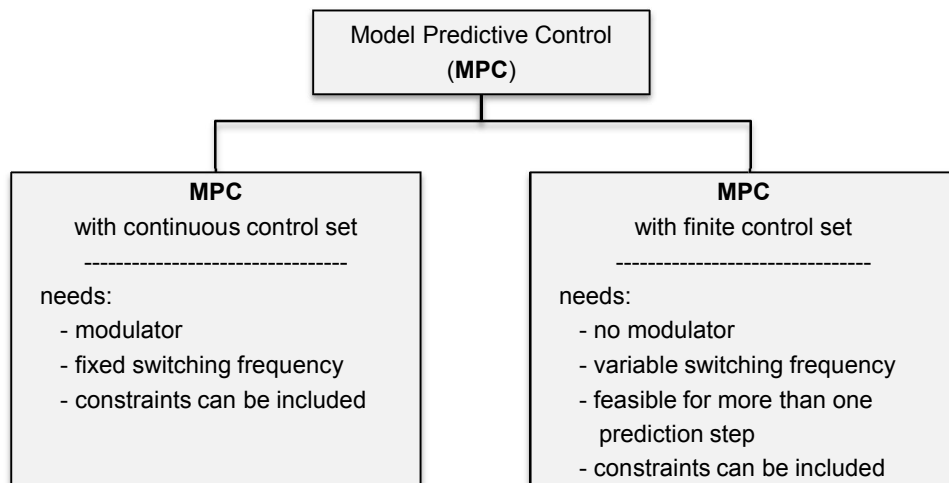 Model Predictive Control
(MPC)
MPC
with continuous control set
---------------------------------
needs:
- modulator
- fixed switching frequency
- constraints can be included
MPC
with finite control set
--------------------------------
needs:
- no modulator
- variable switching frequency
- feasible for more than one
prediction step
- constraints can be included